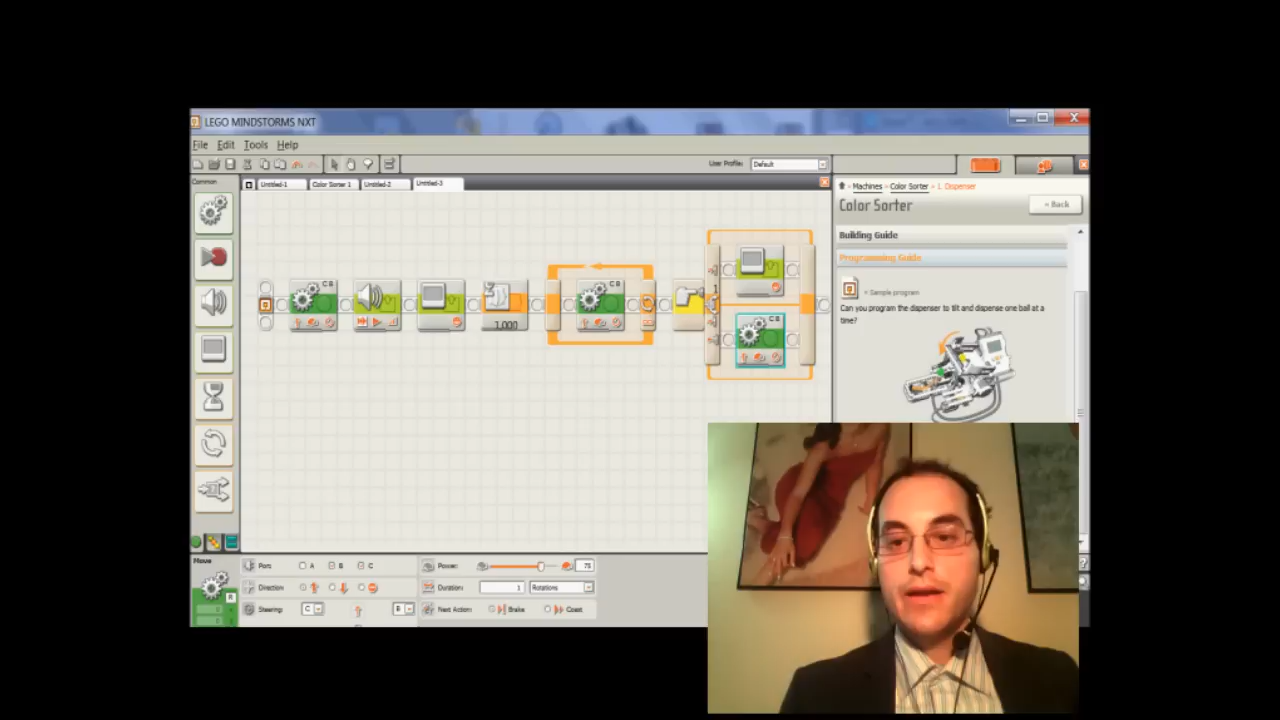 LEGO MINDSTORMS NXT
File Edit Tools Help
User Profile: Default
Common
Untitled-1 Color Sorter 1 Untitled-2 Untitled-3
Machines > Color Sorter > 1. Dispenser
Color Sorter
« Back
Building Guide
Programming Guide
» Sample program
Can you program the dispenser to tilt and dispense one ball at a
time?
C B
C B
C B
1.000
1
Move
Port: A B C
Power: 75
Direction:
Duration: 1 Rotations
Steering: C B
Next Action: Brake Coast